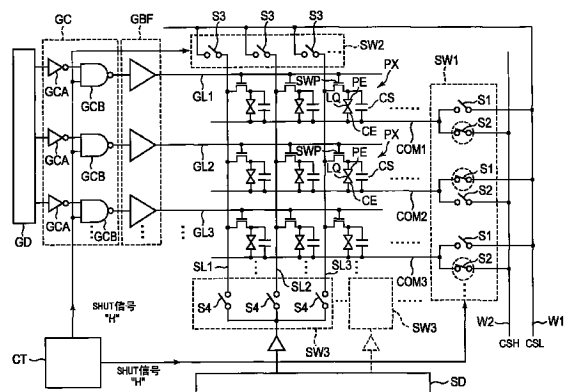 GC GBF S3 S3 S3
SW2
GCA GCB GL1 SWP PE PX SW1
LQ CS S1
CE COM1 S2
GCA GCB GL2 SWP PE PX S1
LQ CS S2
CE COM2
GCA GCB GL3 S1
S2
GD SL1 SL2 SL3 COM3
S4 S4 S4 SW3 W2 W1
SHUT信号 "H" SW3 CSH CSL
CT SHUT信号 "H" SD